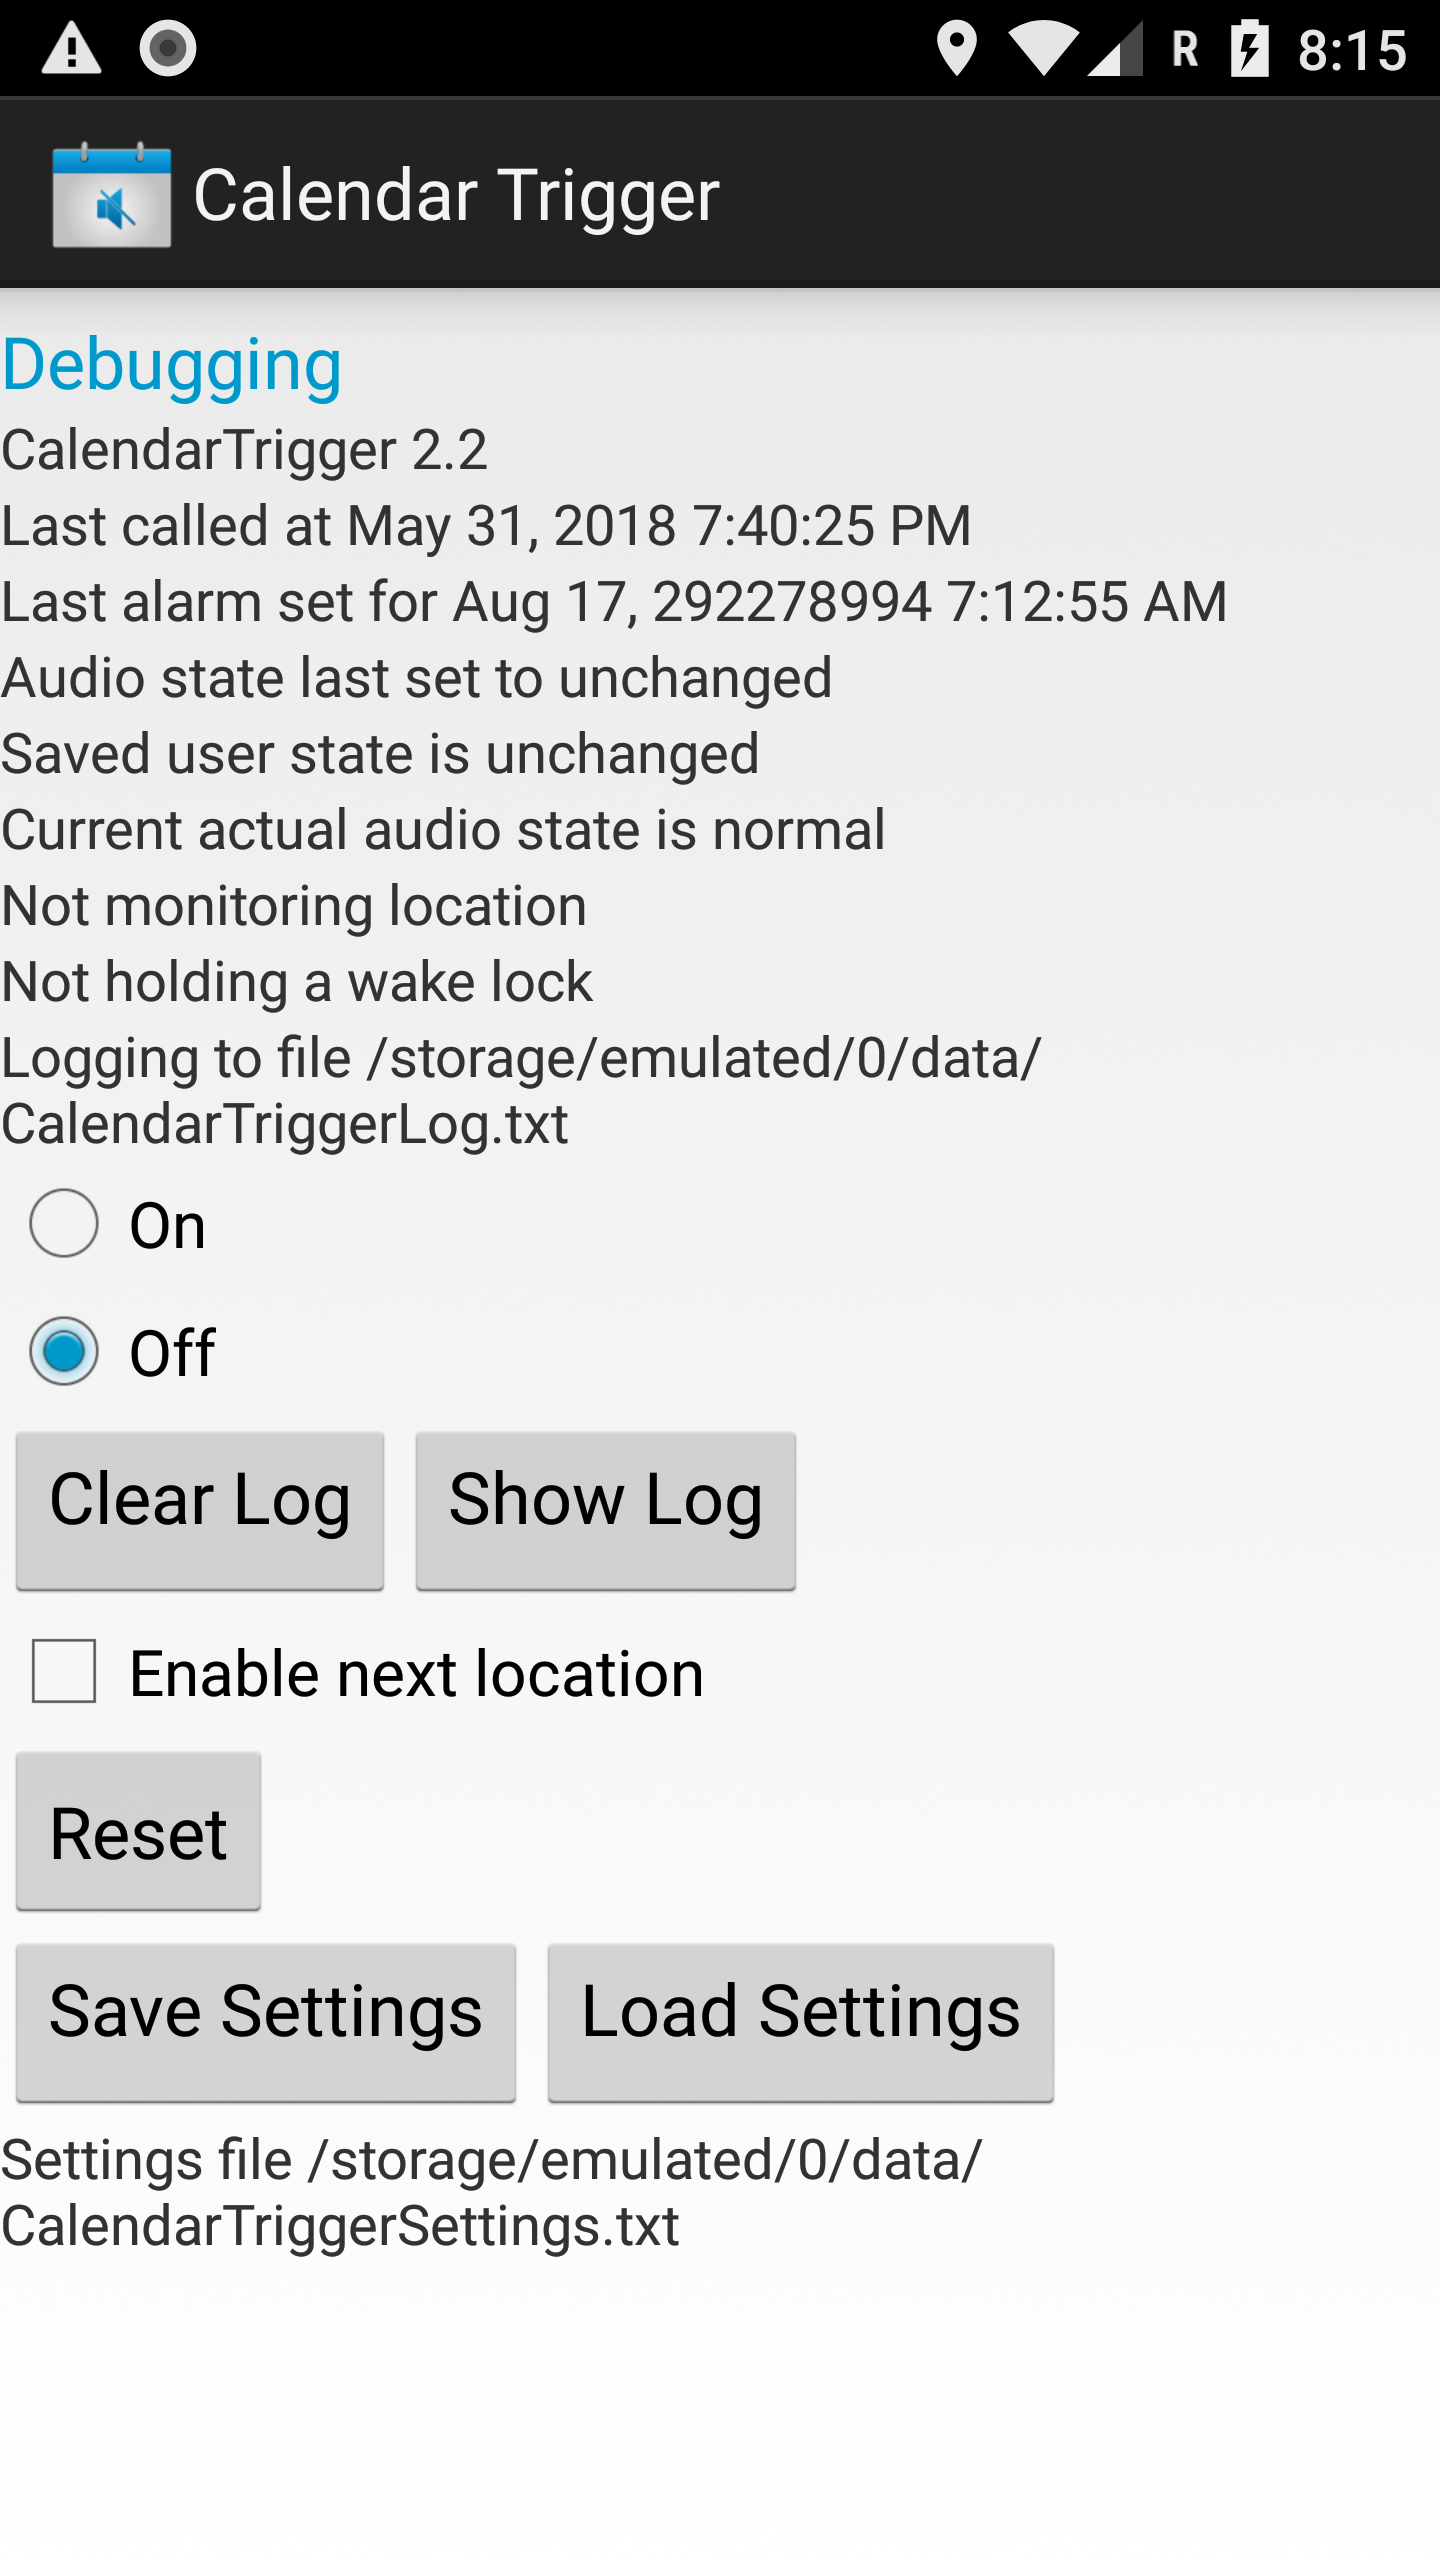 R 8:15
Calendar Trigger
Debugging
CalendarTrigger 2.2
Last called at May 31, 2018 7:40:25 PM
Last alarm set for Aug 17, 292278994 7:12:55 AM
Audio state last set to unchanged
Saved user state is unchanged
Current actual audio state is normal
Not monitoring location
Not holding a wake lock
Logging to file /storage/emulated/0/data/
CalendarTriggerLog.txt
On
Off
Clear Log Show Log
Enable next location
Reset
Save Settings Load Settings
Settings file /storage/emulated/0/data/
CalendarTriggerSettings.txt